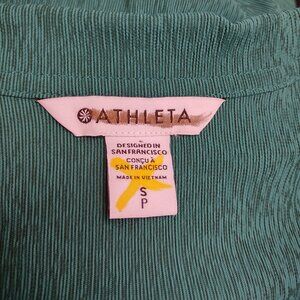 ATHLETA
DESIGNED IN
SAN FRANCISCO
CONÇU À
SAN FRANCISCO
MADE IN VIETNAM
S
P